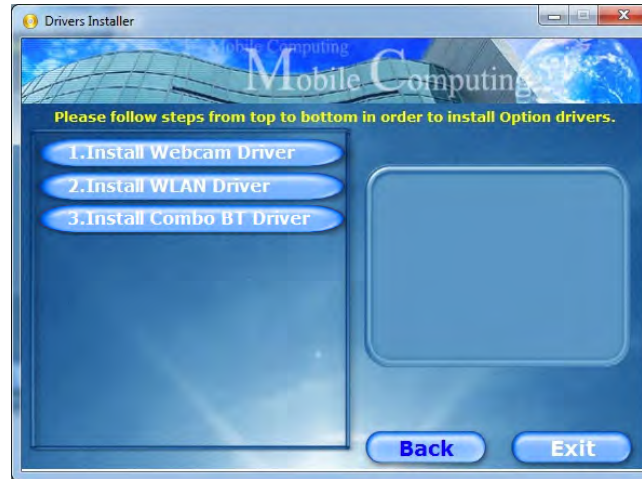 Drivers Installer
Mobile Computing
Mobile Computing
Please follow steps from top to bottom in order to install Option drivers.
1.Install Webcam Driver
2.Install WLAN Driver
3.Install Combo BT Driver
Back
Exit